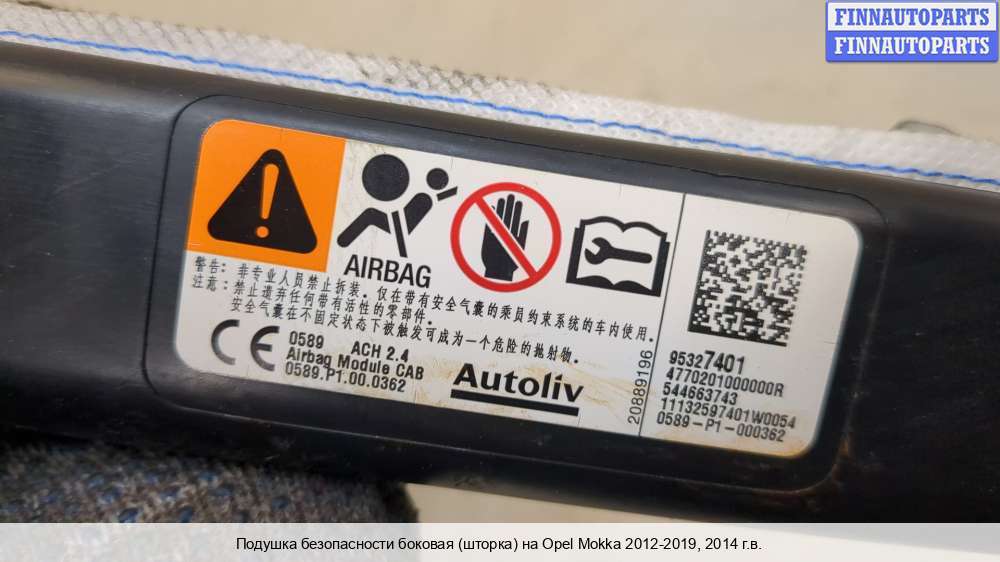 FINNAUTOPARTS
FINNAUTOPARTS
AIRBAG
警告：非专业人员禁止拆装。仅在带有安全气囊的乘员约束系统的车内使用。
注意：禁止遗弃任何带有活性的零部件。
安全气囊在不固定状态下被触发可成为一个危险的抛射物。
CE 0589 ACH 2.4
Airbag Module CAB
0589.P1.00.0362
Autoliv
20889196
95327401
4770201000000R
544663743
11132597401W0054
0589-P1-000362
Подушка безопасности боковая (шторка) на Opel Mokka 2012-2019, 2014 г.в.